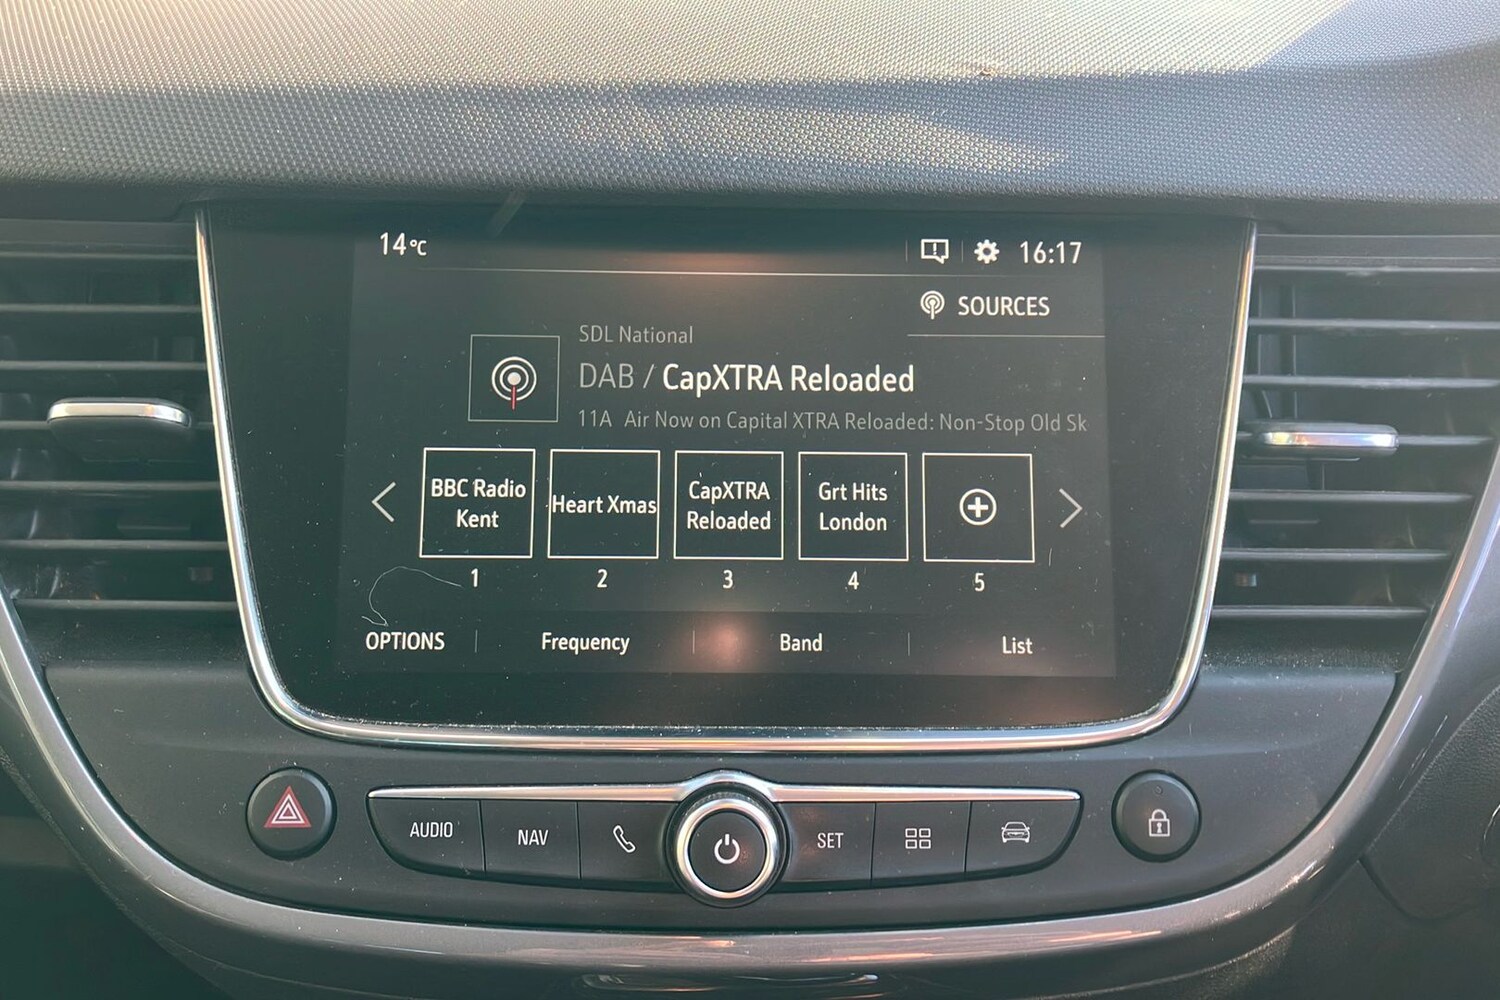 14°C
16:17
SOURCES
SDL National
DAB / CapXTRA Reloaded
11A Air Now on Capital XTRA Reloaded: Non-Stop Old Sk
BBC Radio
Kent
Heart Xmas
CapXTRA
Reloaded
Grt Hits
London
1
2
3
4
5
OPTIONS
Frequency
Band
List
AUDIO
NAV
SET